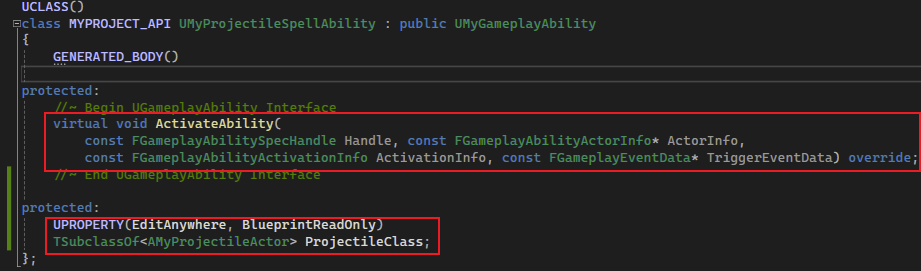 UCLASS()
class MYPROJECT_API UMyProjectileSpellAbility : public UMyGameplayAbility
{
GENERATED_BODY()
protected:
//~ Begin UGameplayAbility Interface
virtual void ActivateAbility(
const FGameplayAbilitySpecHandle Handle, const FGameplayAbilityActorInfo* ActorInfo,
const FGameplayAbilityActivationInfo ActivationInfo, const FGameplayEventData* TriggerEventData) override;
//~ End UGameplayAbility Interface
protected:
UPROPERTY(EditAnywhere, BlueprintReadOnly)
TSubclassOf<AMyProjectileActor> ProjectileClass;
};